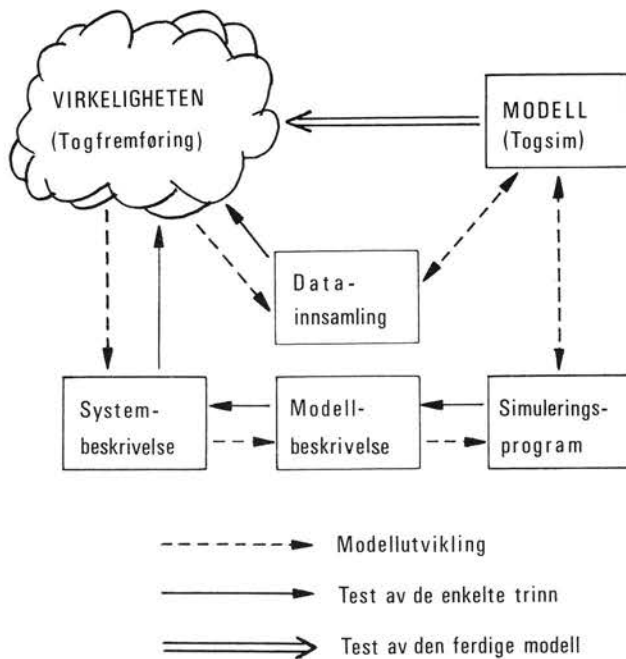 VIRKELIGHETEN
(Togfremføring)
MODELL
(Togsim)
Data-
innsamling
System-
beskrivelse
Modell-
beskrivelse
Simulerings-
program
Modellutvikling
Test av de enkelte trinn
Test av den ferdige modell